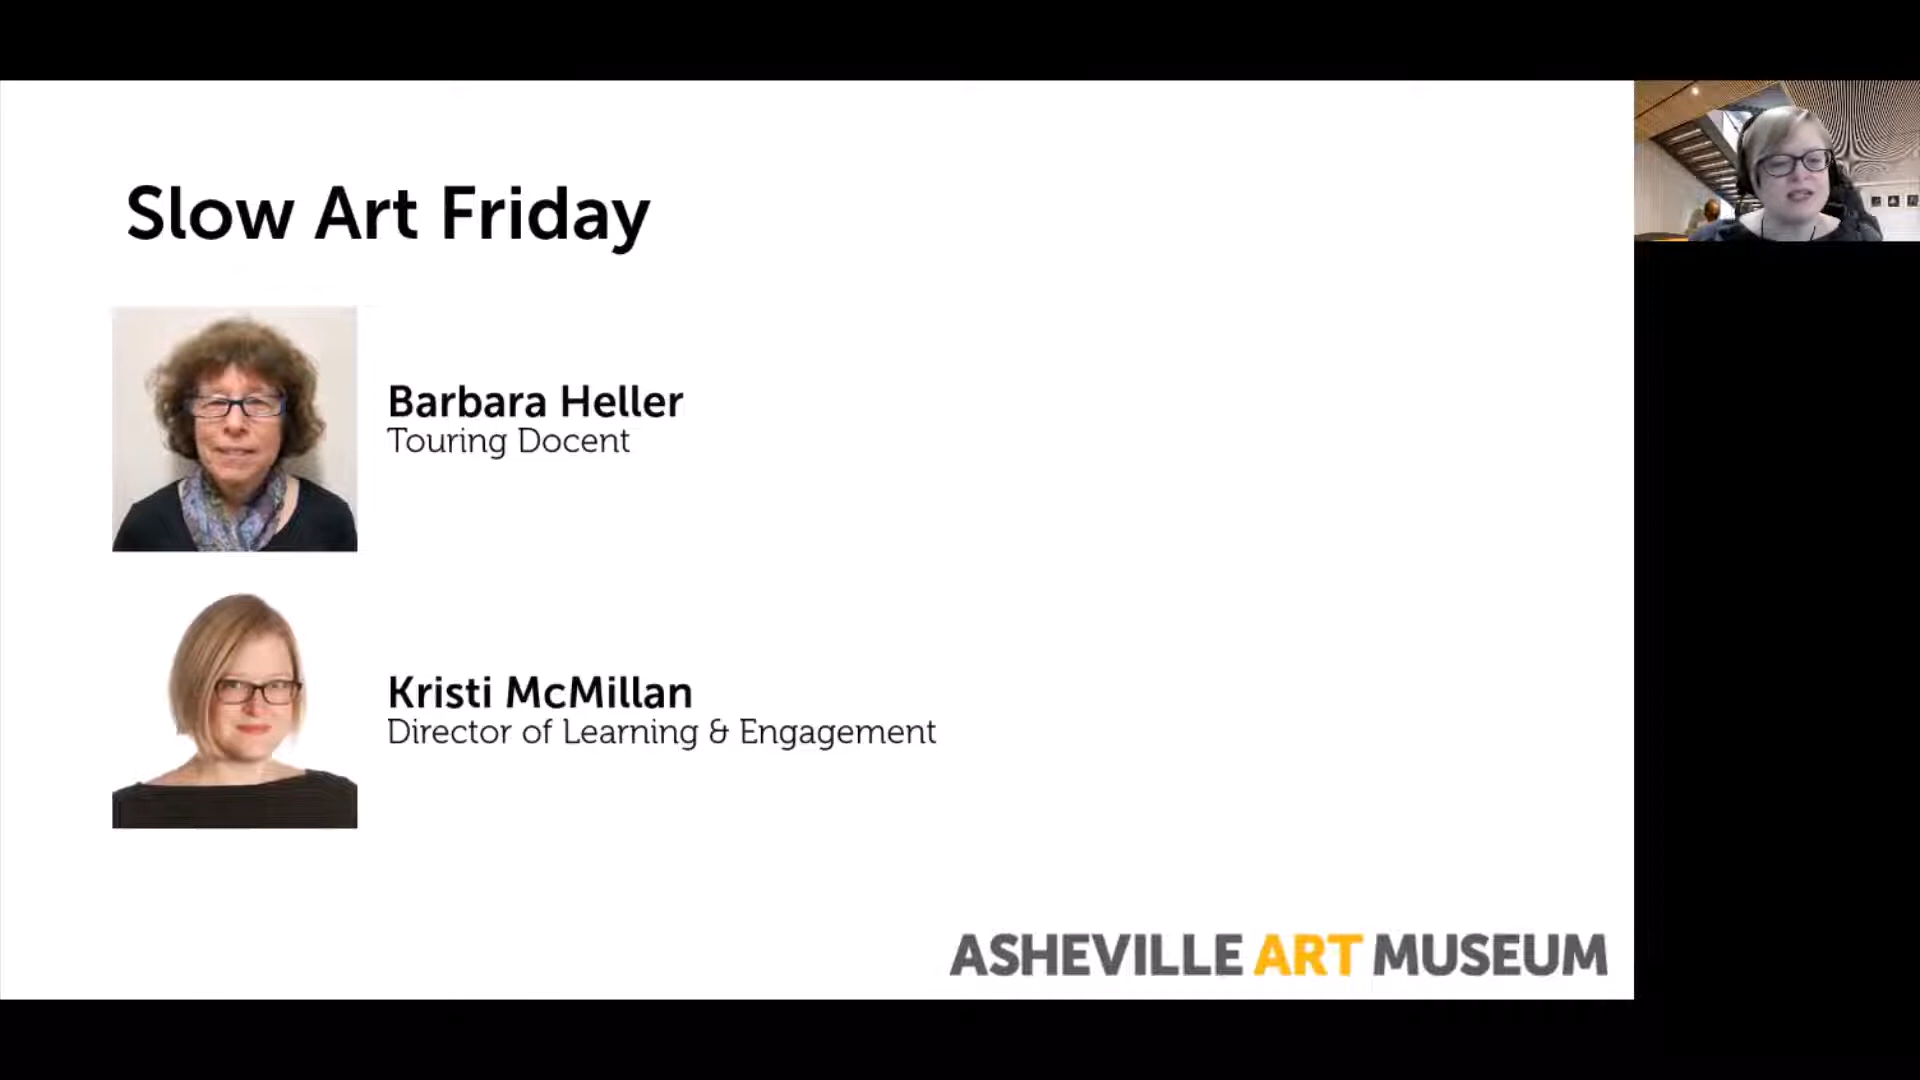 Slow Art Friday
Barbara Heller
Touring Docent
Kristi McMillan
Director of Learning & Engagement
ASHEVILLE ART MUSEUM